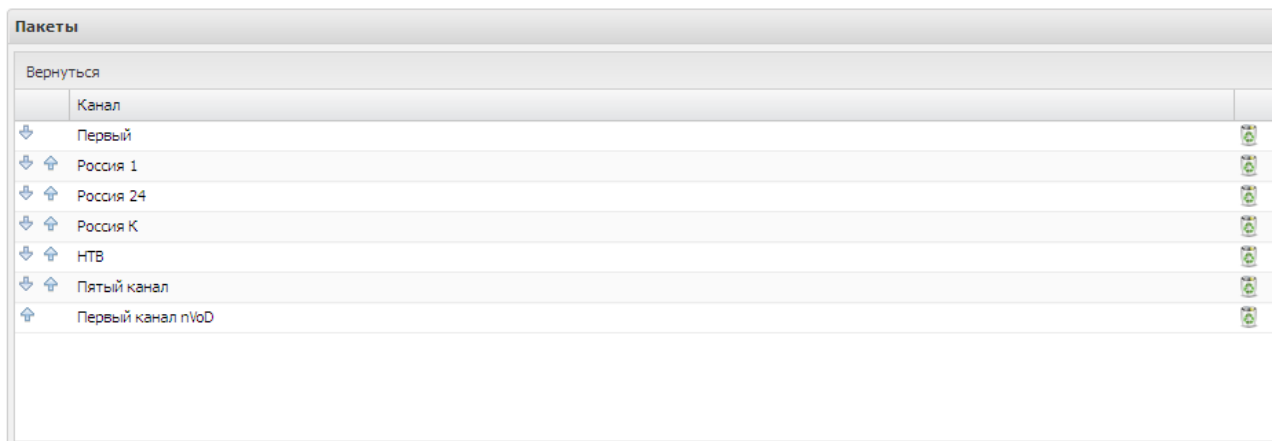 Пакеты
Вернуться
Канал
Первый
Россия 1
Россия 24
Россия К
НТВ
Пятый канал
Первый канал nVoD